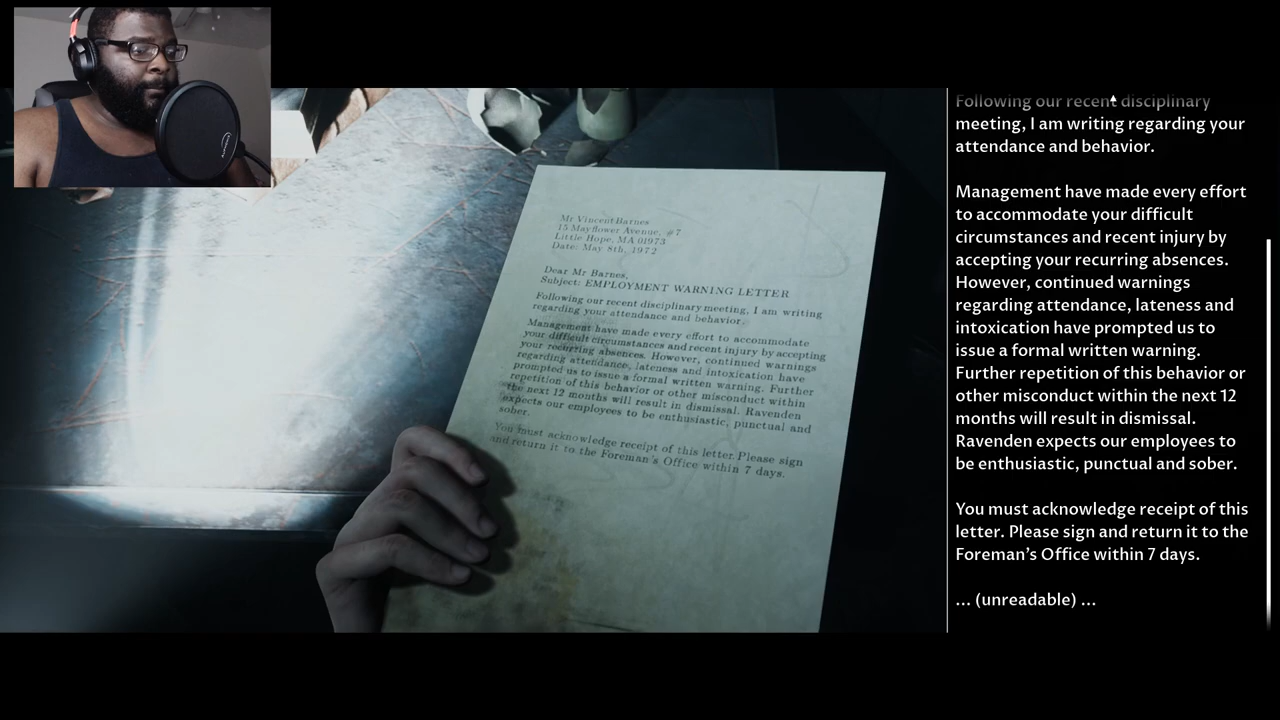 Mr Vincent Barnes
15 Mayflower Avenue, #7
Little Hope, MA 01973
Date: May 8th, 1972
Dear Mr Barnes,
Subject: EMPLOYMENT WARNING LETTER
Following our recent disciplinary meeting, I am writing
regarding your attendance and behavior.
Management have made every effort to accommodate
your difficult circumstances and recent injury by accepting
your recurring absences. However, continued warnings
regarding attendance, lateness and intoxication have
prompted us to issue a formal written warning. Further
repetition of this behavior or other misconduct within
the next 12 months will result in dismissal. Ravenden
expects our employees to be enthusiastic, punctual and
sober.
You must acknowledge receipt of this letter. Please sign
and return it to the Foreman's Office within 7 days.
Following our recent disciplinary
meeting, I am writing regarding your
attendance and behavior.
Management have made every effort
to accommodate your difficult
circumstances and recent injury by
accepting your recurring absences.
However, continued warnings
regarding attendance, lateness and
intoxication have prompted us to
issue a formal written warning.
Further repetition of this behavior or
other misconduct within the next 12
months will result in dismissal.
Ravenden expects our employees to
be enthusiastic, punctual and sober.
You must acknowledge receipt of this
letter. Please sign and return it to the
Foreman’s Office within 7 days.
... (unreadable) ...